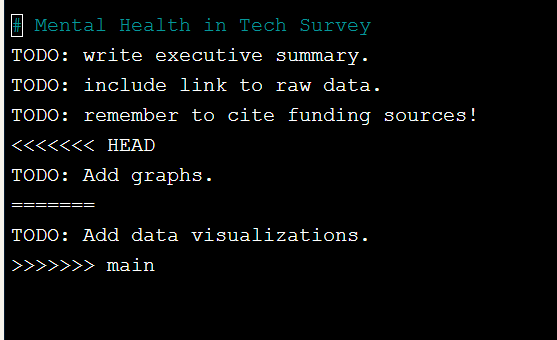 # Mental Health in Tech Survey
TODO: write executive summary.
TODO: include link to raw data.
TODO: remember to cite funding sources!
<<<<<<< HEAD
TODO: Add graphs.
=======
TODO: Add data visualizations.
>>>>>>> main